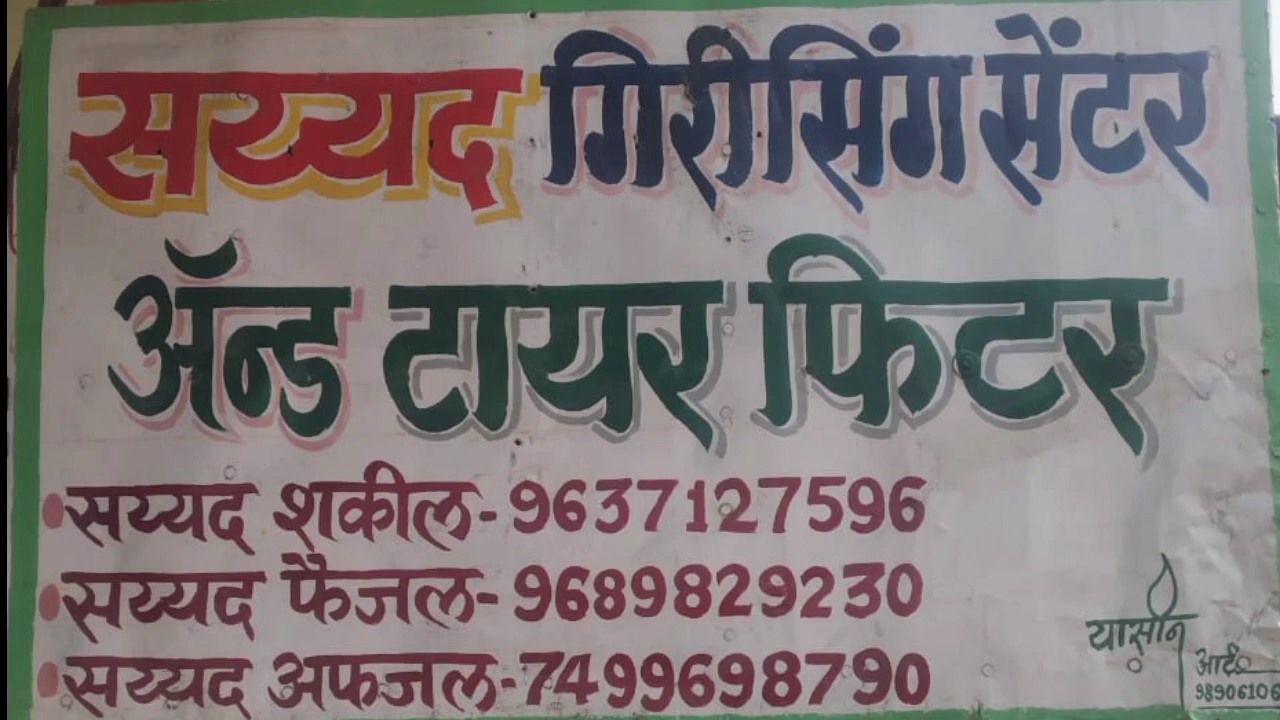 सय्यद गिरीसिंग सेंटर
ॲन्ड टायर फिटर
सय्यद शकील-9637127596
सय्यद फैजल-9689829230
सय्यद अफजल-7499698790
यासीन
आर्ट
98906106